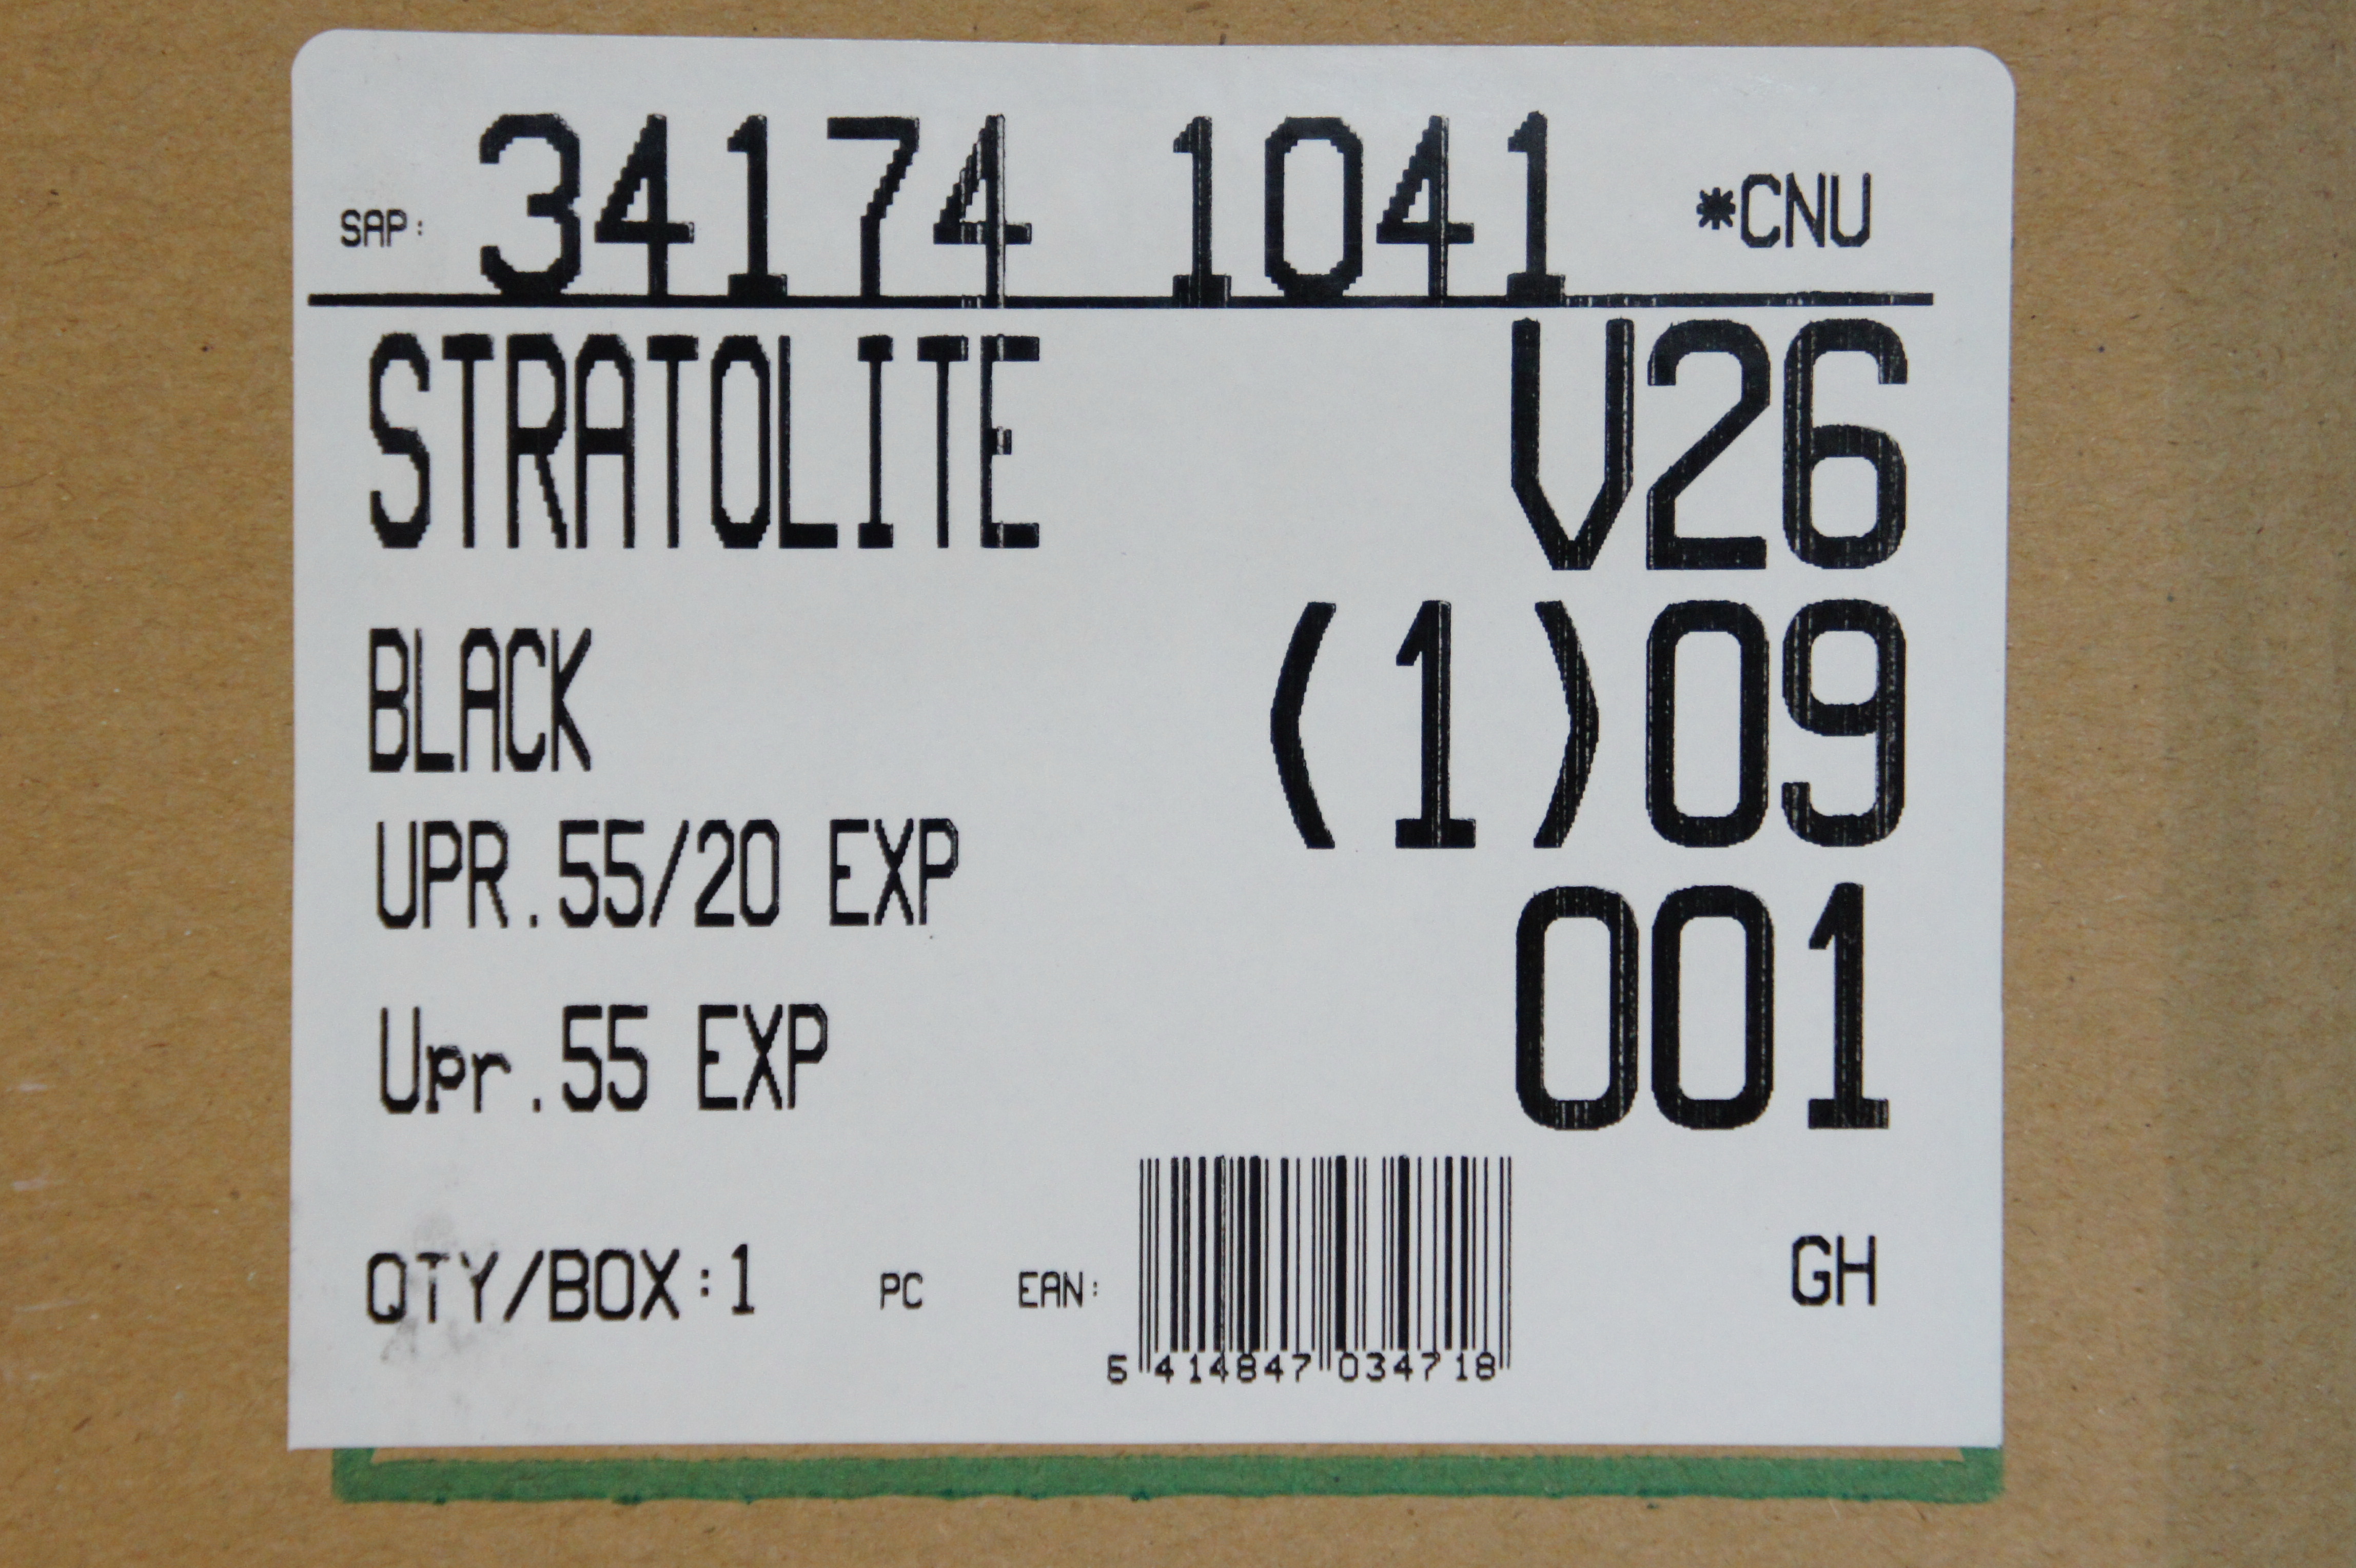 SAP: 34174 1041 *CNU
STRATOLITE V26
BLACK (1)09
UPR.55/20 EXP
001
Upr.55 EXP
QTY/BOX:1 PC EAN: GH
5 414847 034718